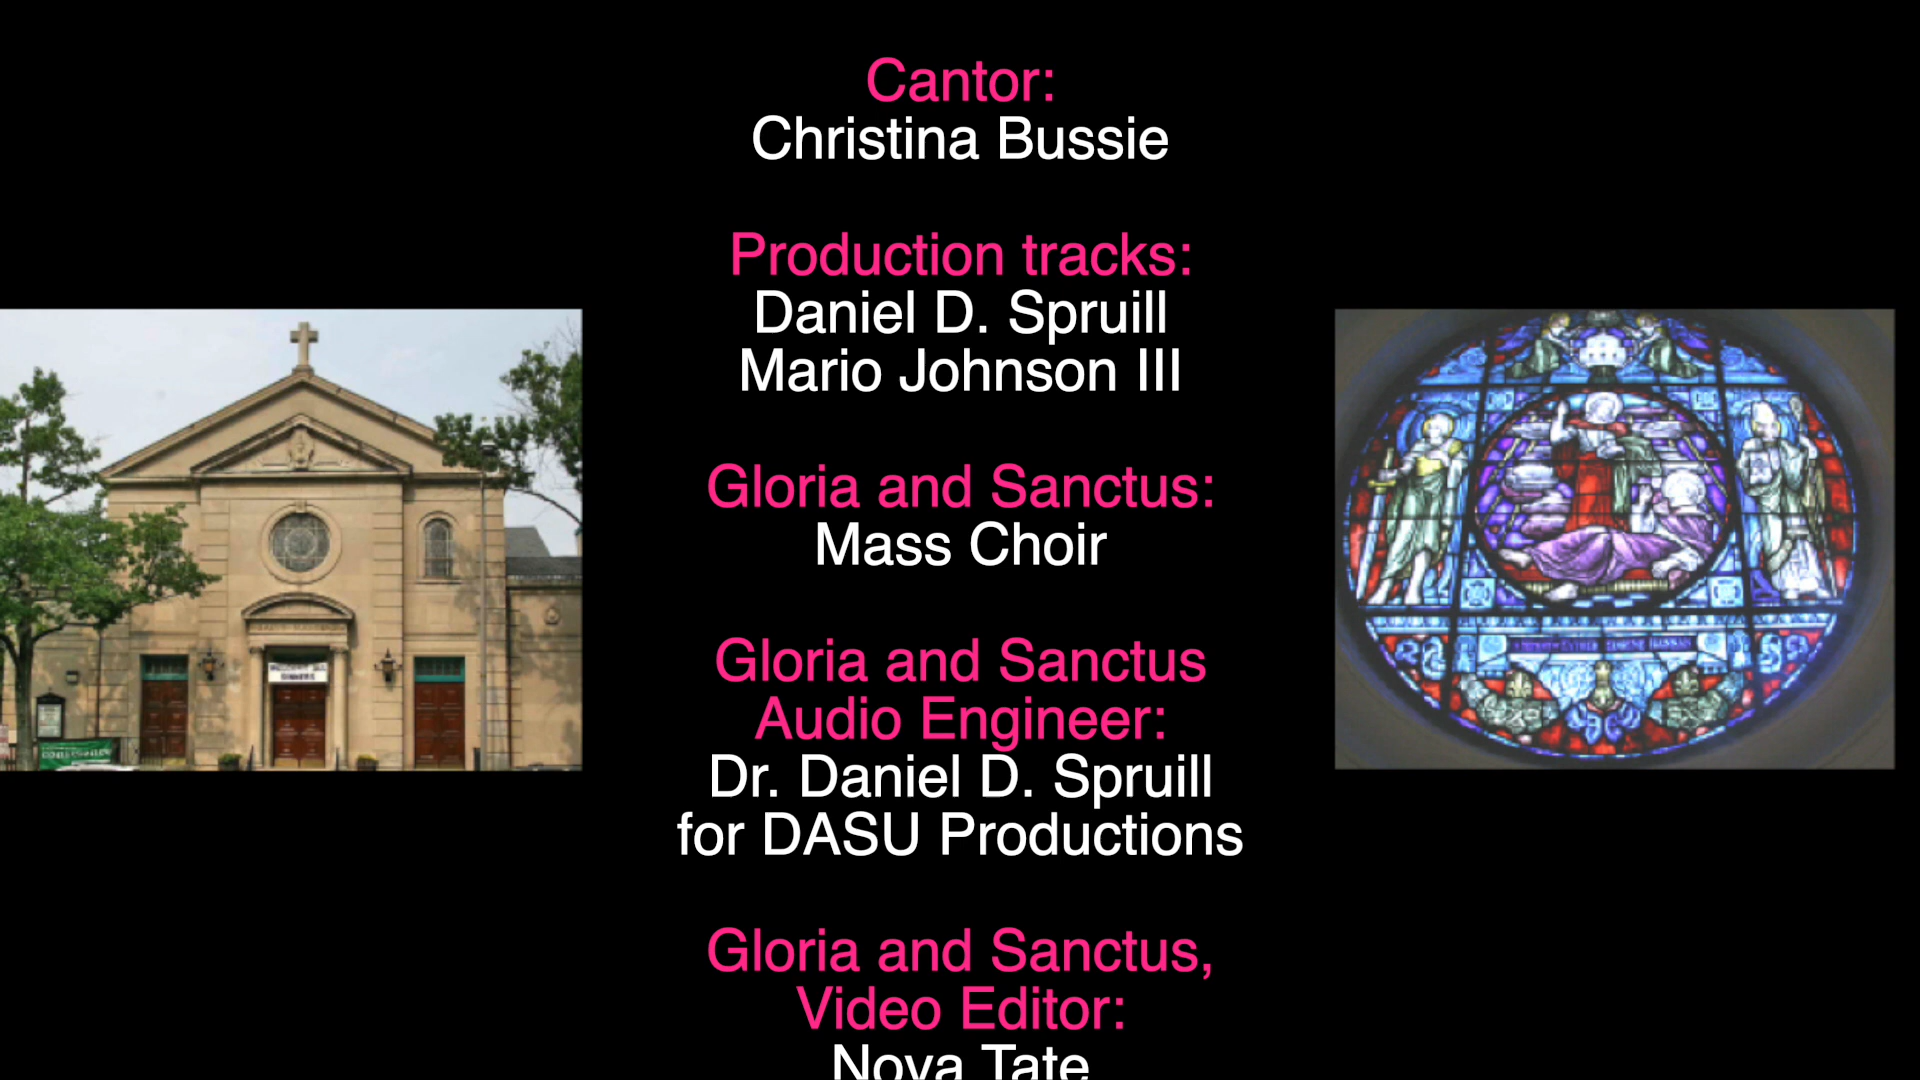 Cantor:
Christina Bussie
Production tracks:
Daniel D. Spruill
Mario Johnson III
Gloria and Sanctus:
Mass Choir
Gloria and Sanctus
Audio Engineer:
Dr. Daniel D. Spruill
for DASU Productions
Gloria and Sanctus,
Video Editor:
Nova Tate